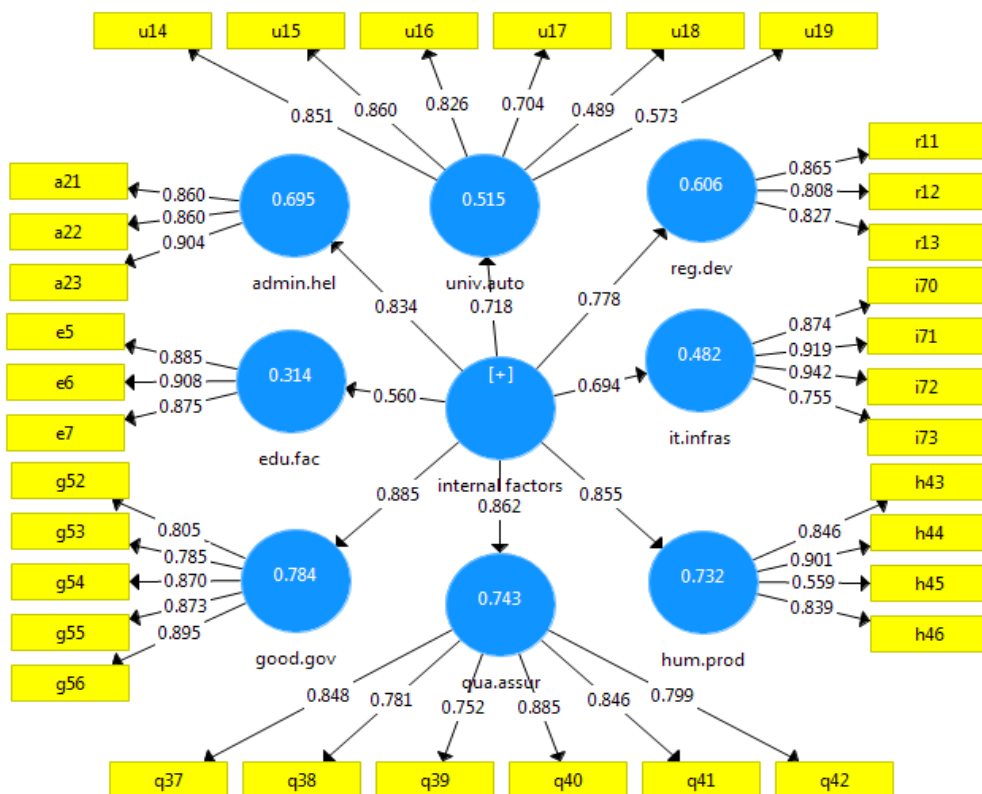 u14 u15 u16 u17 u18 u19
0.851 0.860 0.826 0.704 0.489 0.573
a21 0.860
a22 0.860
a23 0.904
0.695
admin.hel
0.515
univ.auto
0.606
reg.dev
0.865 r11
0.808 r12
0.827 r13
0.834
0.718
0.778
e5 0.885
e6 0.908
e7 0.875
0.314
edu.fac
0.560
[+]
internal factors
0.694
0.482
it.infras
0.874 i70
0.919 i71
0.942 i72
0.755 i73
0.885
0.862
0.855
g52 0.805
g53 0.785
g54 0.870
g55 0.873
g56 0.895
0.784
good.gov
0.743
qua.assur
0.732
hum.prod
0.846 h43
0.901 h44
0.559 h45
0.839 h46
0.848 0.781 0.752 0.885 0.846 0.799
q37 q38 q39 q40 q41 q42